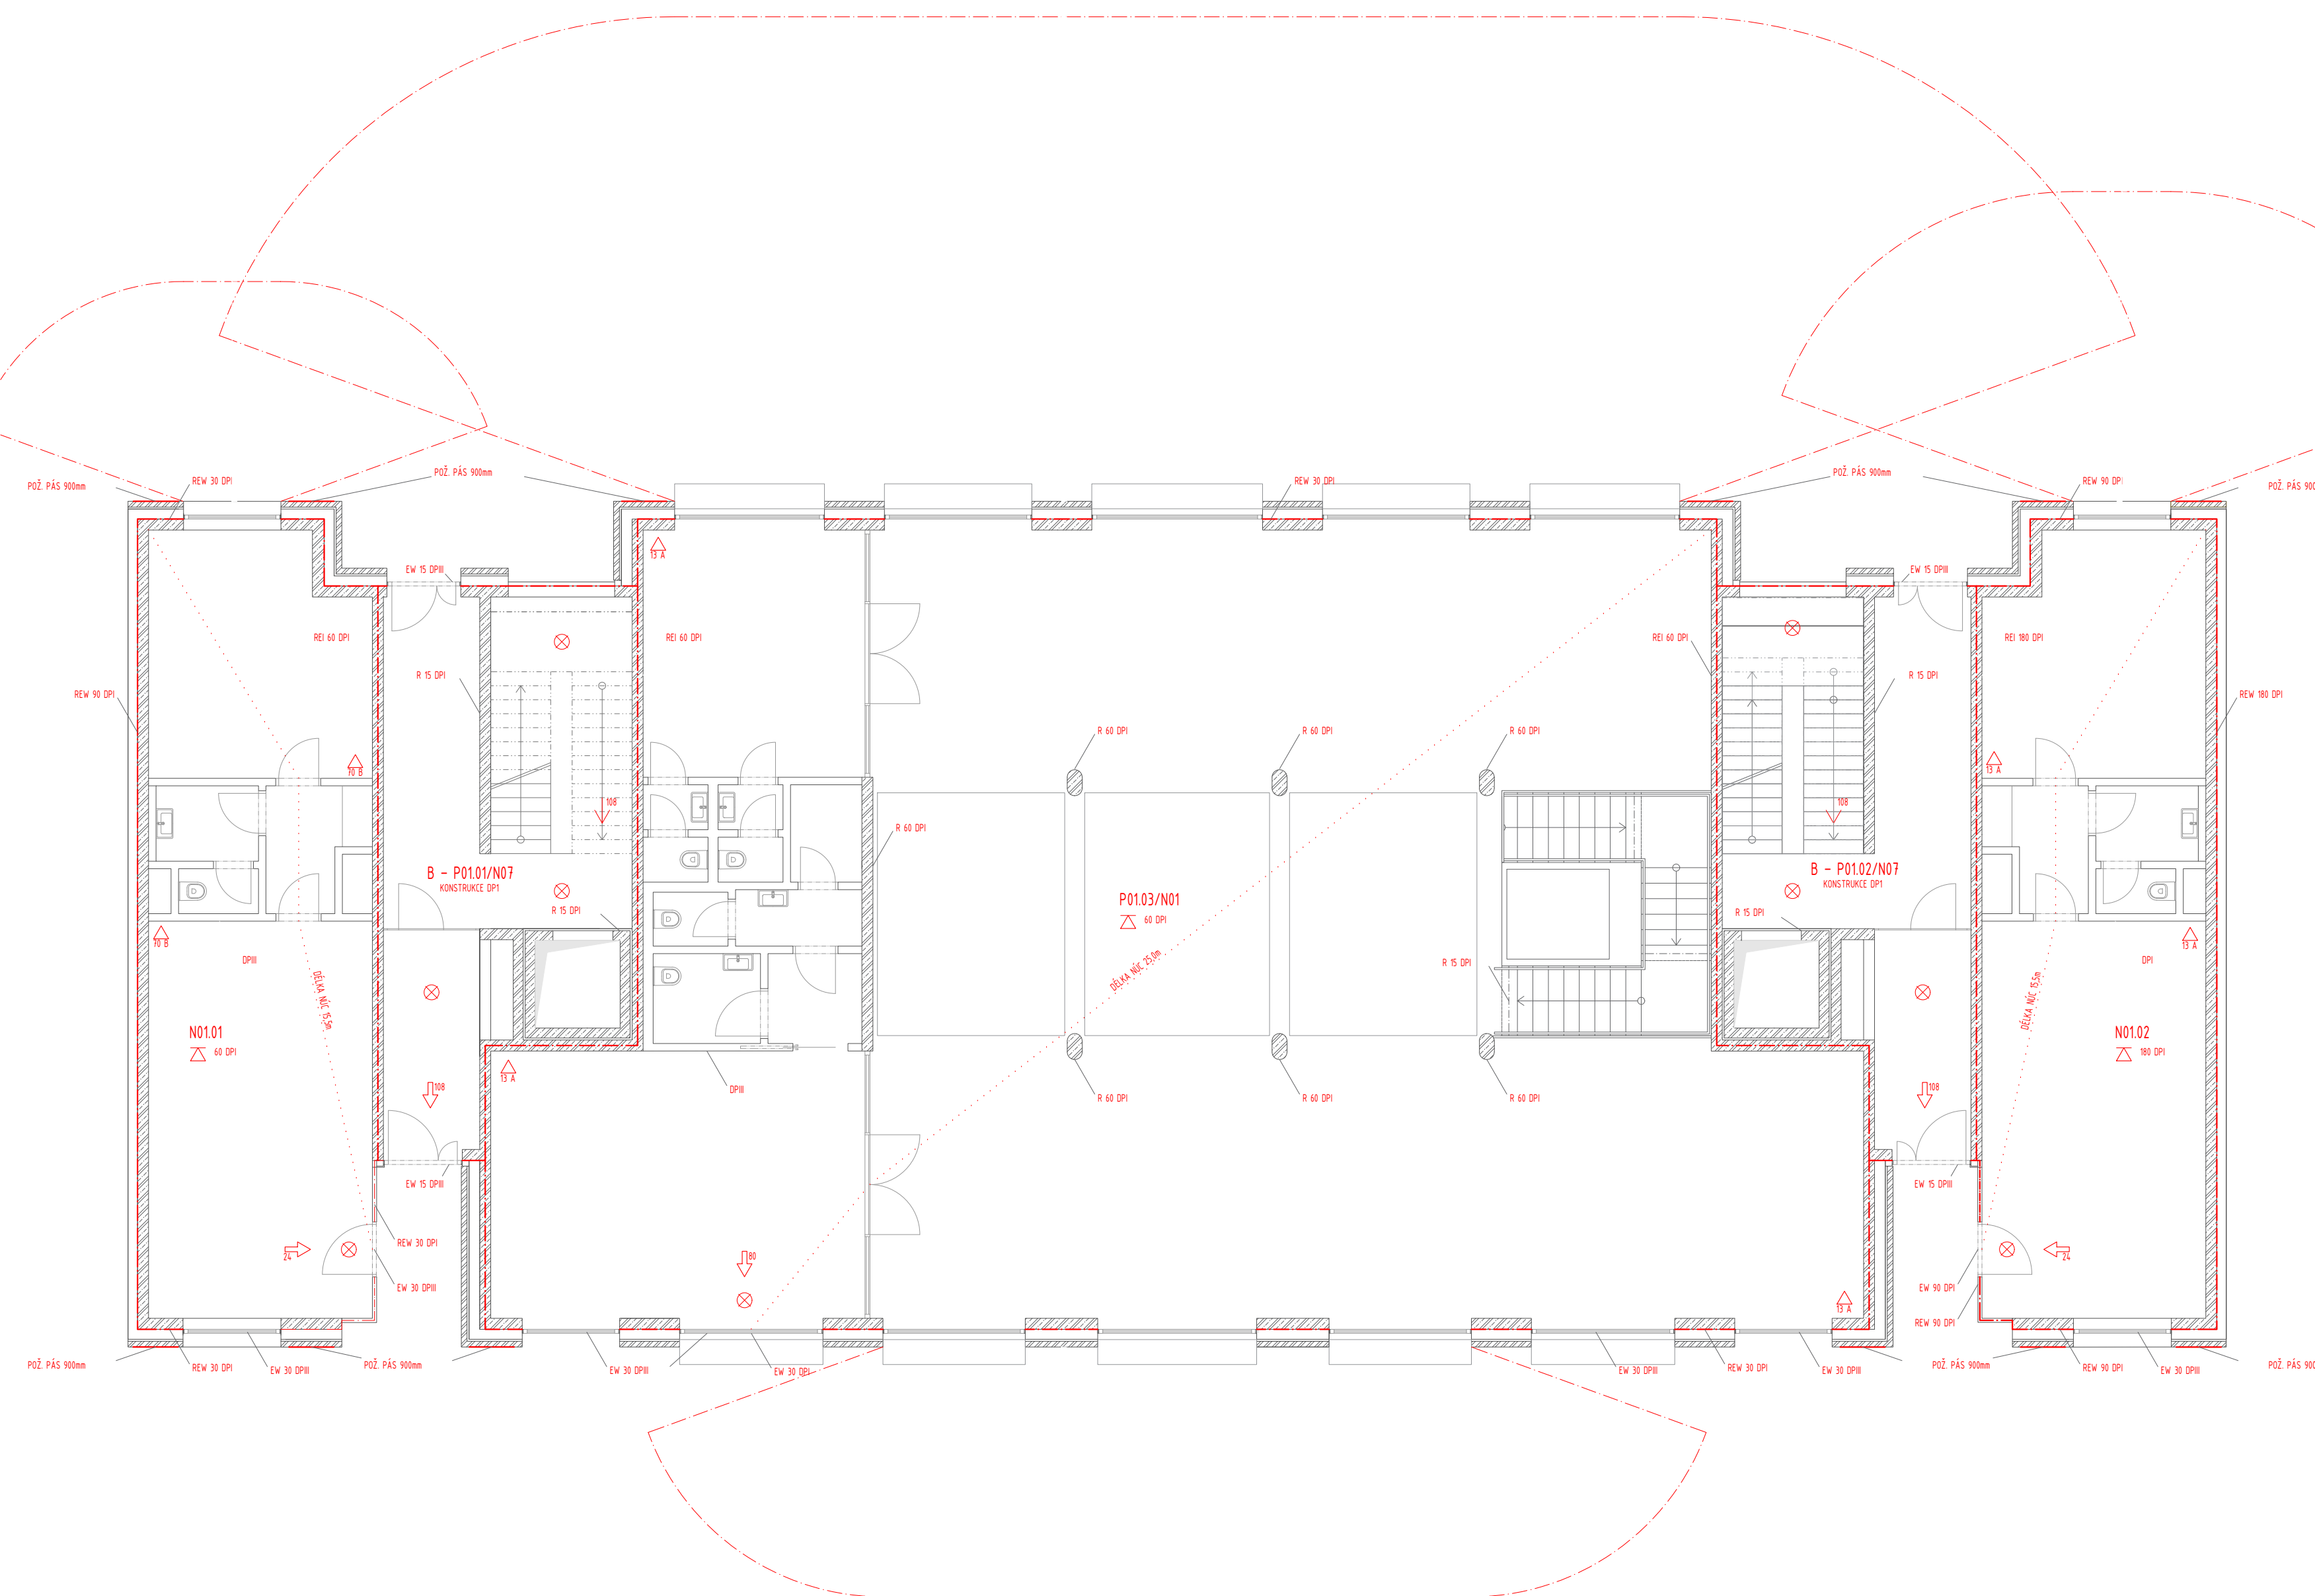 POŽ. PÁS 900mm
REW 30 DPI
POŽ. PÁS 900mm
REW 30 DPI
POŽ. PÁS 900mm
REW 90 DPI
POŽ. PÁS 900
13 A
EW 15 DPIII
EW 15 DPIII
REI 60 DPI
REI 60 DPI
REI 60 DPI
REI 180 DPI
R 15 DPI
R 15 DPI
REW 90 DPI
REW 180 DPI
R 60 DPI
R 60 DPI
R 60 DPI
70 B
13 A
108
108
R 60 DPI
B - P01.01/N07
KONSTRUKCE DP1
B - P01.02/N07
KONSTRUKCE DP1
P01.03/N01
60 DPI
R 15 DPI
R 15 DPI
70 B
13 A
DPIII
DÉLKA NÚC 25,0m
R 15 DPI
DPI
DÉLKA NÚC 15,5m
DÉLKA NÚC 15,5m
N01.01
60 DPI
N01.02
180 DPI
13 A
108
DPIII
R 60 DPI
R 60 DPI
R 60 DPI
108
EW 15 DPIII
EW 15 DPIII
REW 30 DPI
24
80
24
EW 30 DPIII
EW 90 DPI
13 A
REW 90 DPI
POŽ. PÁS 900mm
REW 30 DPI
EW 30 DPIII
POŽ. PÁS 900mm
EW 30 DPIII
EW 30 DPI
EW 30 DPIII
REW 30 DPI
EW 30 DPIII
POŽ. PÁS 900mm
REW 90 DPI
EW 30 DPIII
POŽ. PÁS 900